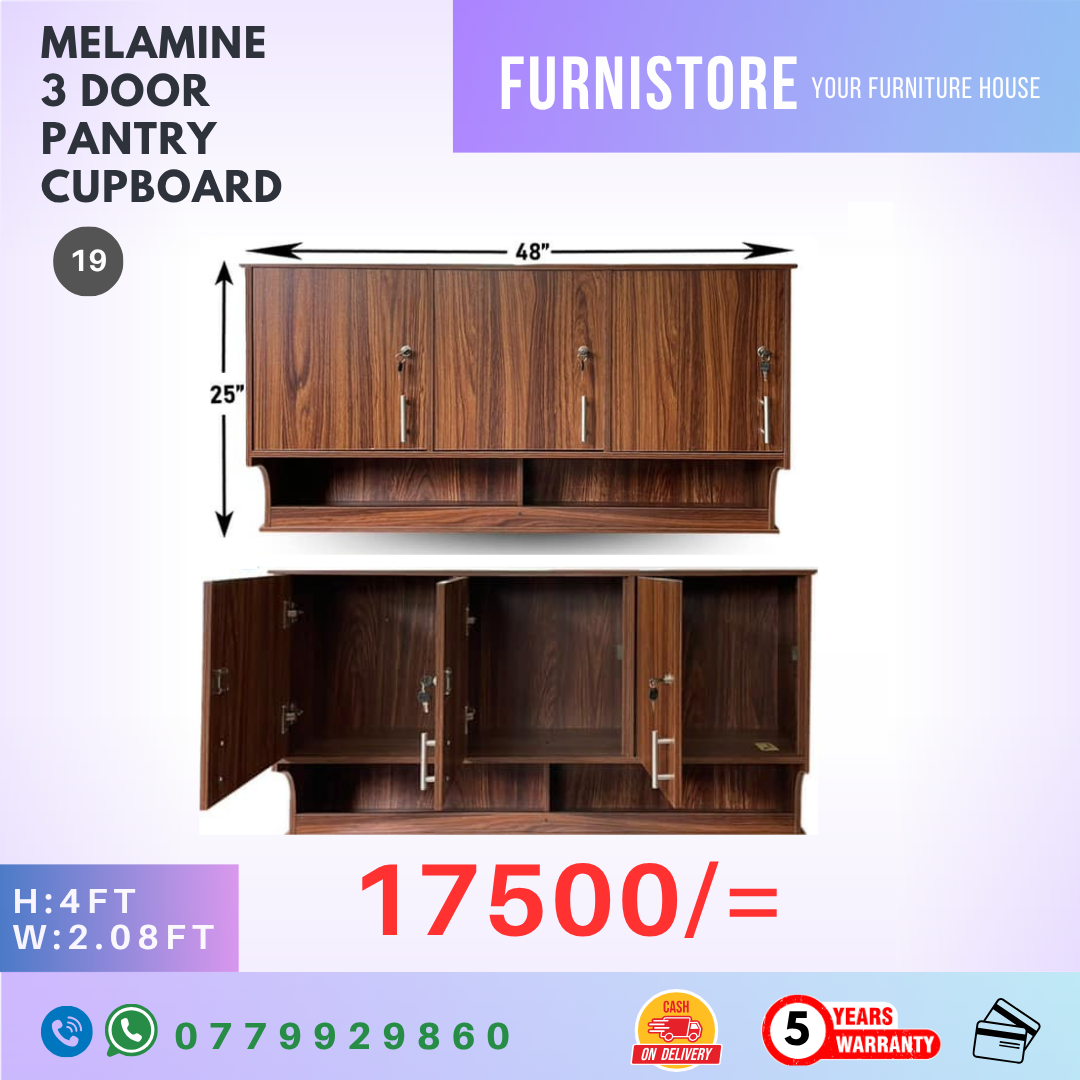 MELAMINE
3 DOOR
PANTRY
CUPBOARD
FURNISTORE YOUR FURNITURE HOUSE
19
48”
25”
H:4FT
W:2.08FT
17500/=
0779929860
CASH
ON DELIVERY
5 YEARS
WARRANTY